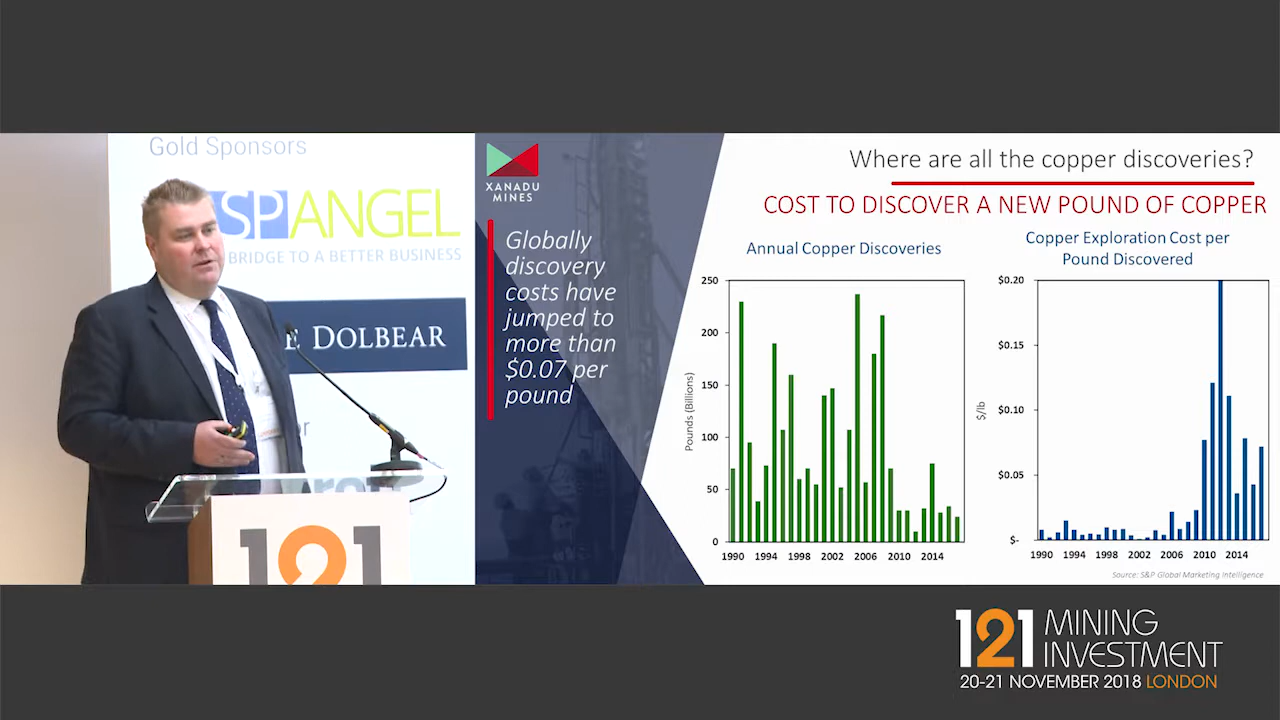 Gold Sponsors
SPANGEL
BRIDGE TO A BETTER BUSINESS
E DOLBEAR
121
XANADU
MINES
Globally
discovery
costs have
jumped to
more than
$0.07 per
pound
Where are all the copper discoveries?
COST TO DISCOVER A NEW POUND OF COPPER
Annual Copper Discoveries
Pounds (Billions)
250
200
150
100
50
0
1990 1994 1998 2002 2006 2010 2014
Copper Exploration Cost per
Pound Discovered
$/lb
$0.20
$0.15
$0.10
$0.05
$-
1990 1994 1998 2002 2006 2010 2014
Source: S&P Global Marketing Intelligence
121 MINING
INVESTMENT
20-21 NOVEMBER 2018 LONDON